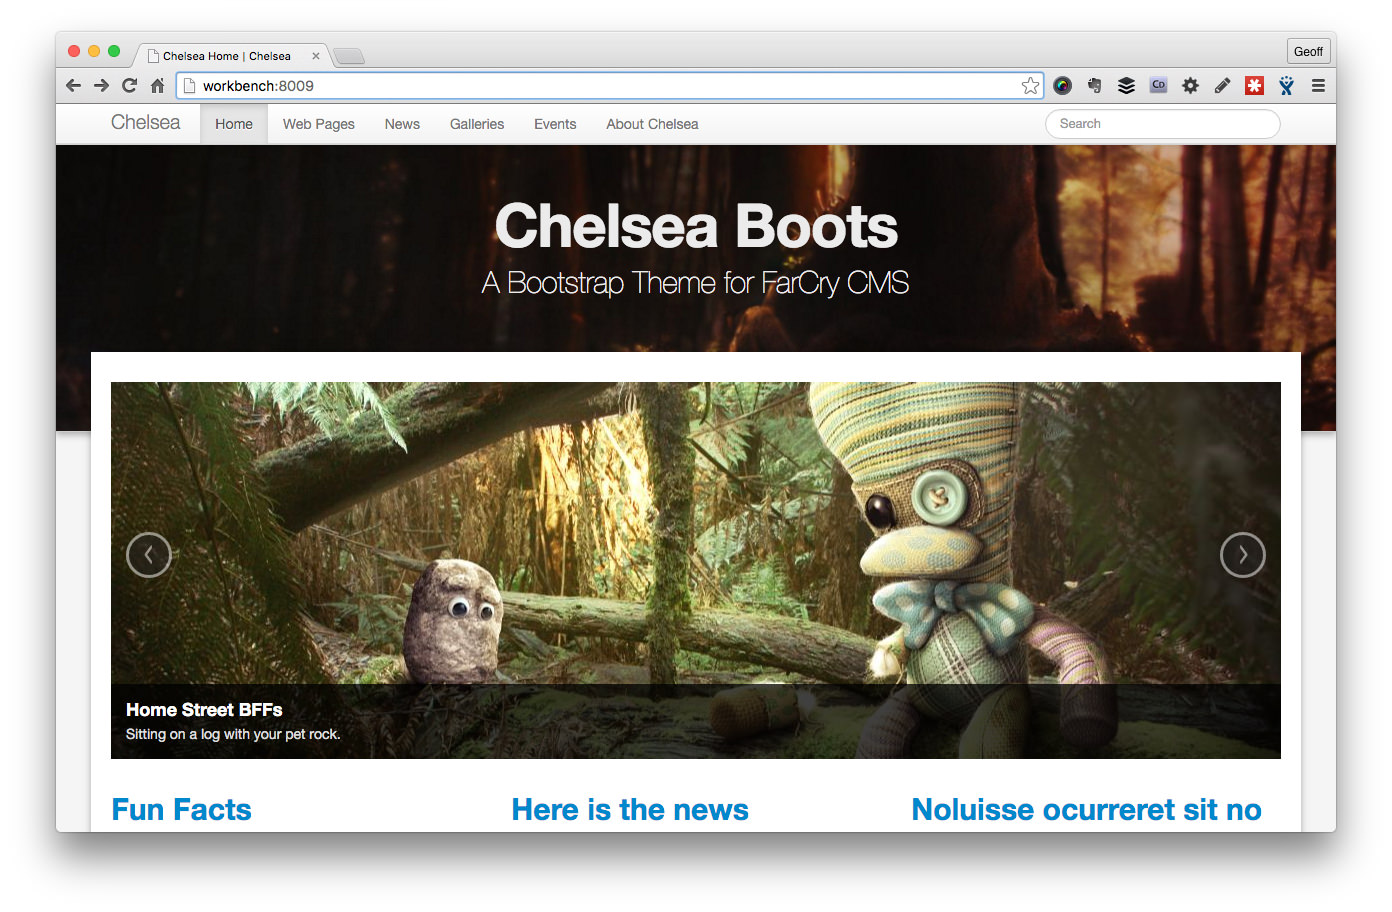 Chelsea Home | Chelsea
Geoff
workbench:8009
CD
Chelsea Home Web Pages News Galleries Events About Chelsea Search
Chelsea Boots
A Bootstrap Theme for FarCry CMS
Home Street BFFs
Sitting on a log with your pet rock.
Fun Facts Here is the news Noluisse ocurreret sit no